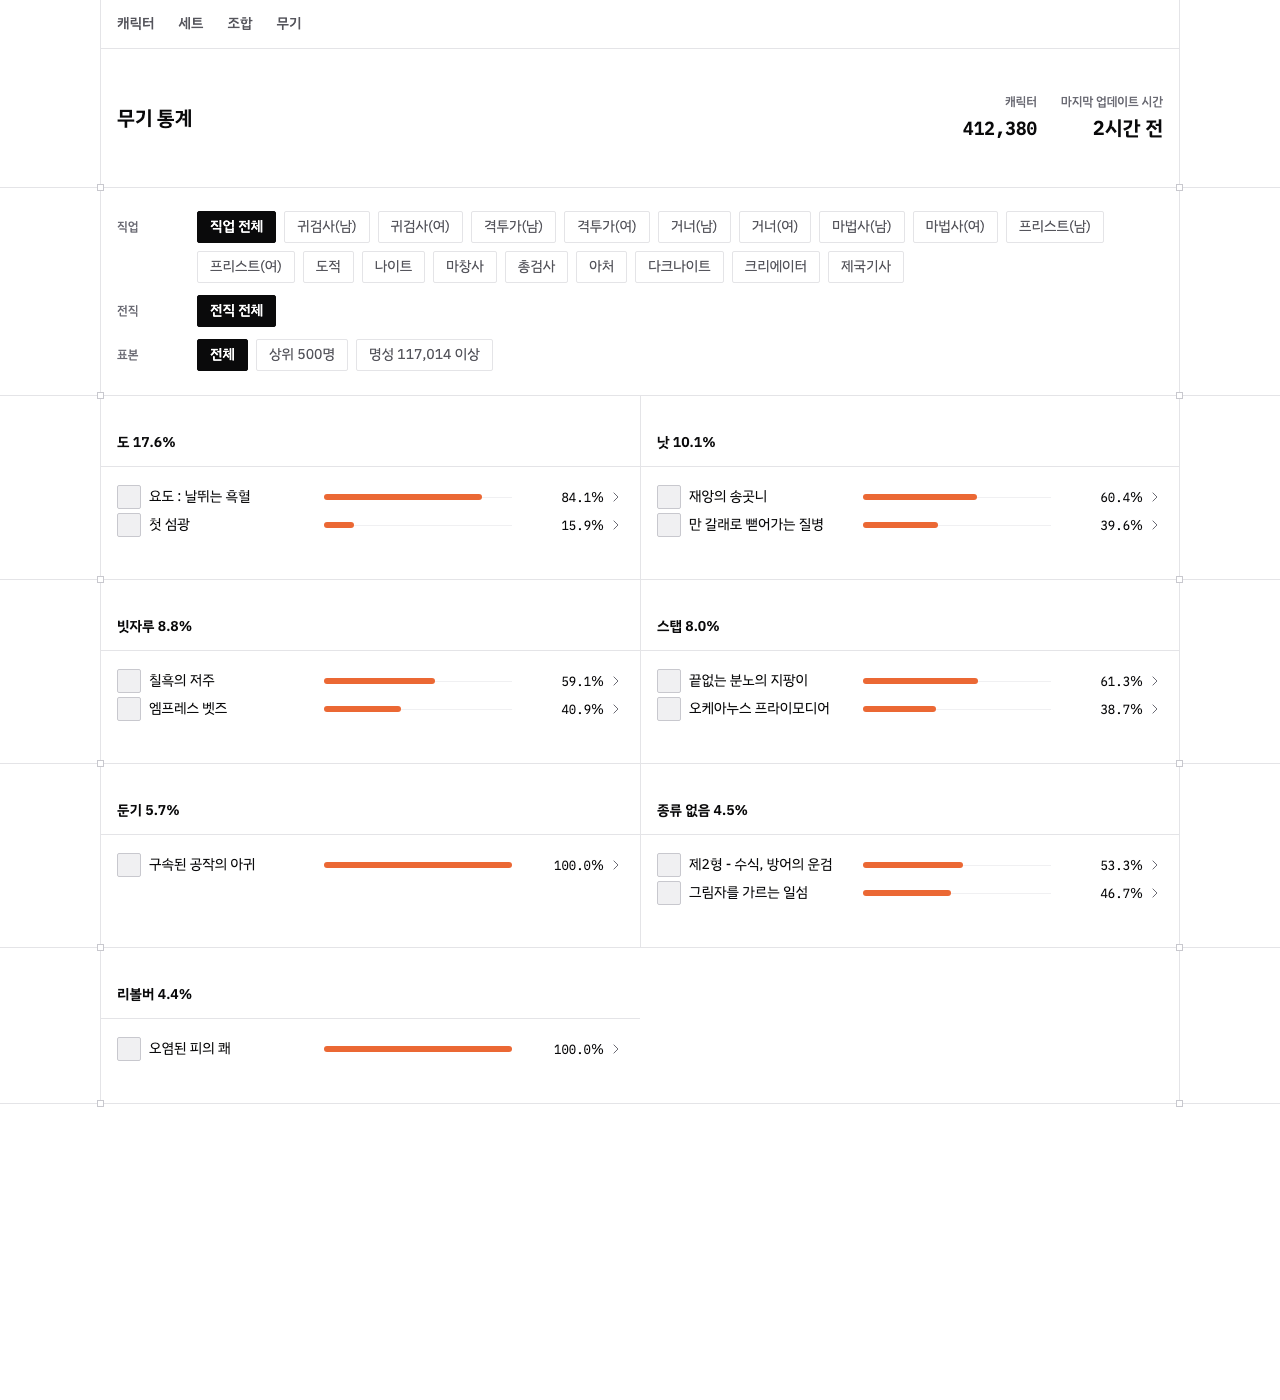 캐릭터 세트 조합 무기
무기 통계
캐릭터 마지막 업데이트 시간
412,380 2시간 전
직업 직업 전체 귀검사(남) 귀검사(여) 격투가(남) 격투가(여) 거너(남) 거너(여) 마법사(남) 마법사(여) 프리스트(남)
프리스트(여) 도적 나이트 마창사 총검사 아처 다크나이트 크리에이터 제국기사
전직 전직 전체
표본 전체 상위 500명 명성 117,014 이상
도 17.6%
요도 : 날뛰는 흑혈 84.1%
첫 섬광 15.9%
낫 10.1%
재앙의 송곳니 60.4%
만 갈래로 뻗어가는 질병 39.6%
빗자루 8.8%
칠흑의 저주 59.1%
엠프레스 벳즈 40.9%
스탭 8.0%
끝없는 분노의 지팡이 61.3%
오케아누스 프라이모디어 38.7%
둔기 5.7%
구속된 공작의 아귀 100.0%
종류 없음 4.5%
제2형 - 수식, 방어의 운검 53.3%
그림자를 가르는 일섬 46.7%
리볼버 4.4%
오염된 피의 쾌 100.0%